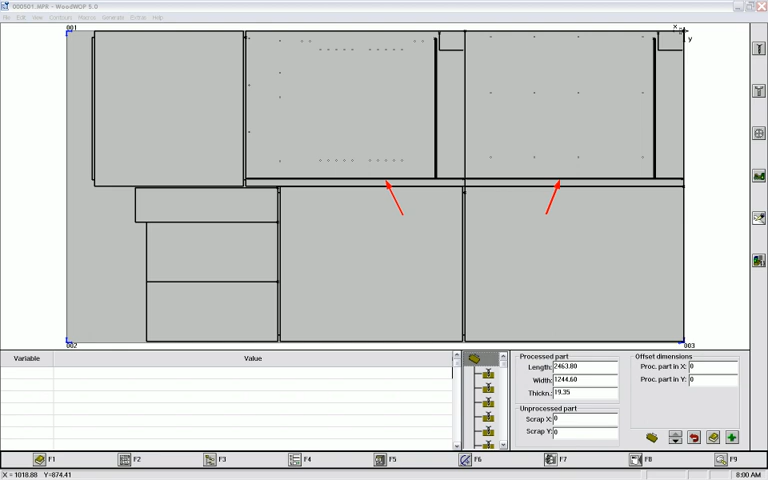 000501.MPR - WoodWOP 5.0
File Edit View Contours Macros Generate Extras Help
001
x
y
002
003
Variable
Value
Processed part
Length: 2463.80
Width: 1244.60
Thickn.: 19.35
Unprocessed part
Scrap X: 0
Scrap Y: 0
Offset dimensions
Proc. part in X: 0
Proc. part in Y: 0
F1 F2 F3 F4 F5 F6 F7 F8 F9
X = 1018.88 Y=874.41
8:00 AM